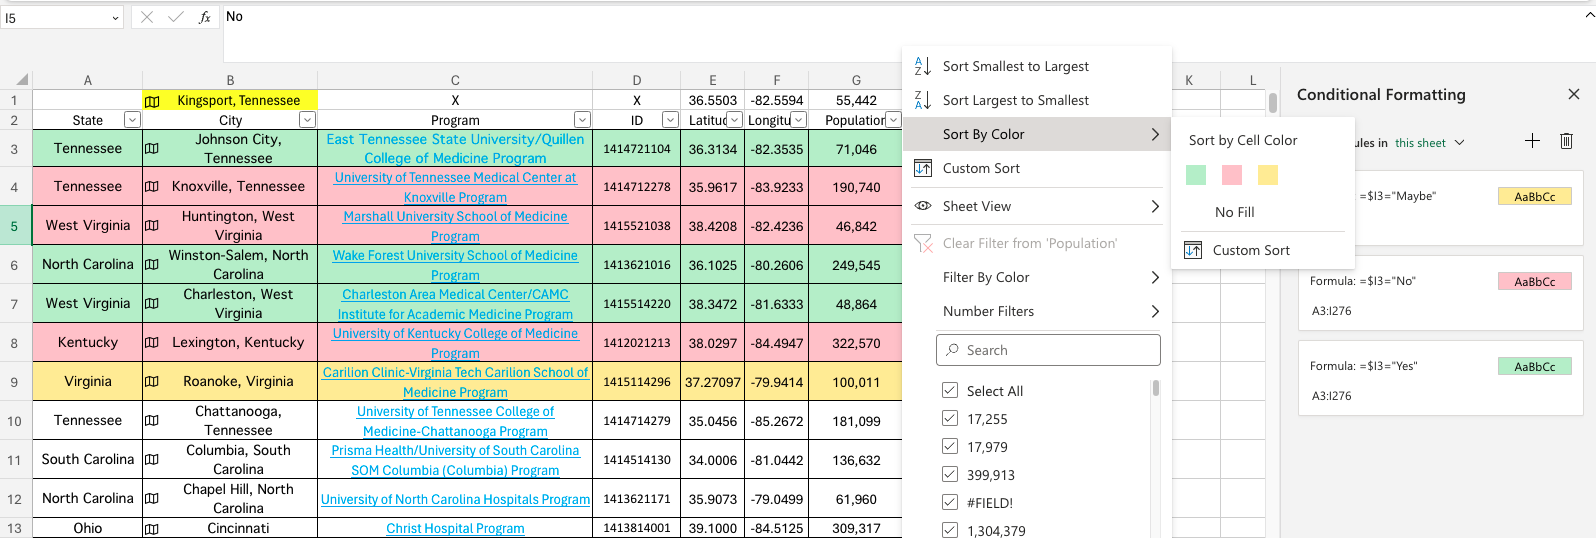 I5
fx No
A B C D E F G K L
1 Kingsport, Tennessee X X 36.5503 -82.5594 55,442
2 State City Program ID Latituc Longitu Population
3 Tennessee Johnson City, Tennessee East Tennessee State University/Quillen College of Medicine Program 1414721104 36.3134 -82.3535 71,046
4 Tennessee Knoxville, Tennessee University of Tennessee Medical Center at Knoxville Program 1414712278 35.9617 -83.9233 190,740
5 West Virginia Huntington, West Virginia Marshall University School of Medicine Program 1415521038 38.4208 -82.4236 46,842
6 North Carolina Winston-Salem, North Carolina Wake Forest University School of Medicine Program 1413621016 36.1025 -80.2606 249,545
7 West Virginia Charleston, West Virginia Charleston Area Medical Center/CAMC Institute for Academic Medicine Program 1415514220 38.3472 -81.6333 48,864
8 Kentucky Lexington, Kentucky University of Kentucky College of Medicine Program 1412021213 38.0297 -84.4947 322,570
9 Virginia Roanoke, Virginia Carilion Clinic-Virginia Tech Carilion School of Medicine Program 1415114296 37.27097 -79.9414 100,011
10 Tennessee Chattanooga, Tennessee University of Tennessee College of Medicine-Chattanooga Program 1414714279 35.0456 -85.2672 181,099
11 South Carolina Columbia, South Carolina Prisma Health/University of South Carolina SOM Columbia (Columbia) Program 1414514130 34.0006 -81.0442 136,632
12 North Carolina Chapel Hill, North Carolina University of North Carolina Hospitals Program 1413621171 35.9073 -79.0499 61,960
13 Ohio Cincinnati Christ Hospital Program 1413814001 39.1000 -84.5125 309,317
Sort Smallest to Largest
Sort Largest to Smallest
Sort By Color
Custom Sort
Sheet View
Clear Filter from 'Population'
Filter By Color
Number Filters
Search
Select All
17,255
17,979
399,913
#FIELD!
1,304,379
Sort by Cell Color
No Fill
Custom Sort
Conditional Formatting
ules in this sheet
=$I3="Maybe" AaBbCc
Formula: =$I3="No" AaBbCc
A3:I276
Formula: =$I3="Yes" AaBbCc
A3:I276